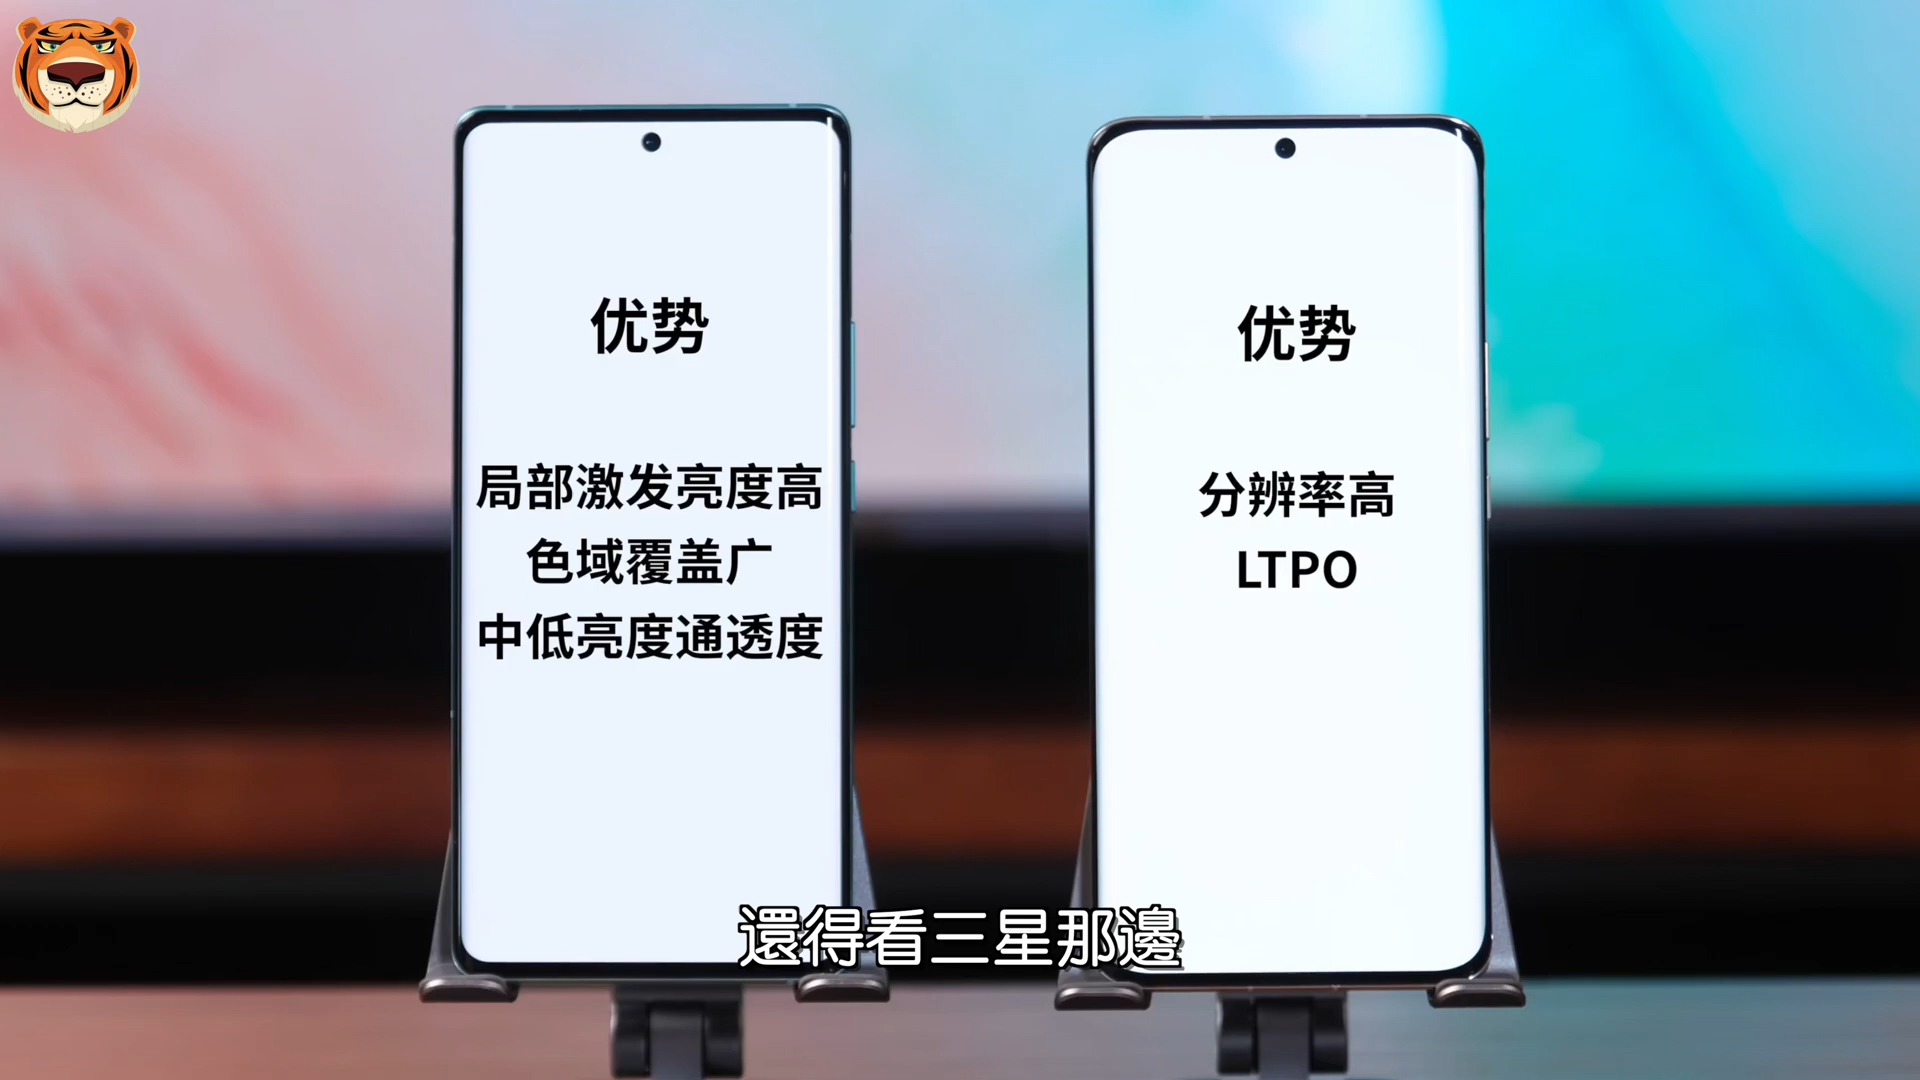 优势
局部激发亮度高
色域覆盖广
中低亮度通透度
优势
分辨率高
LTPO
還得看三星那邊